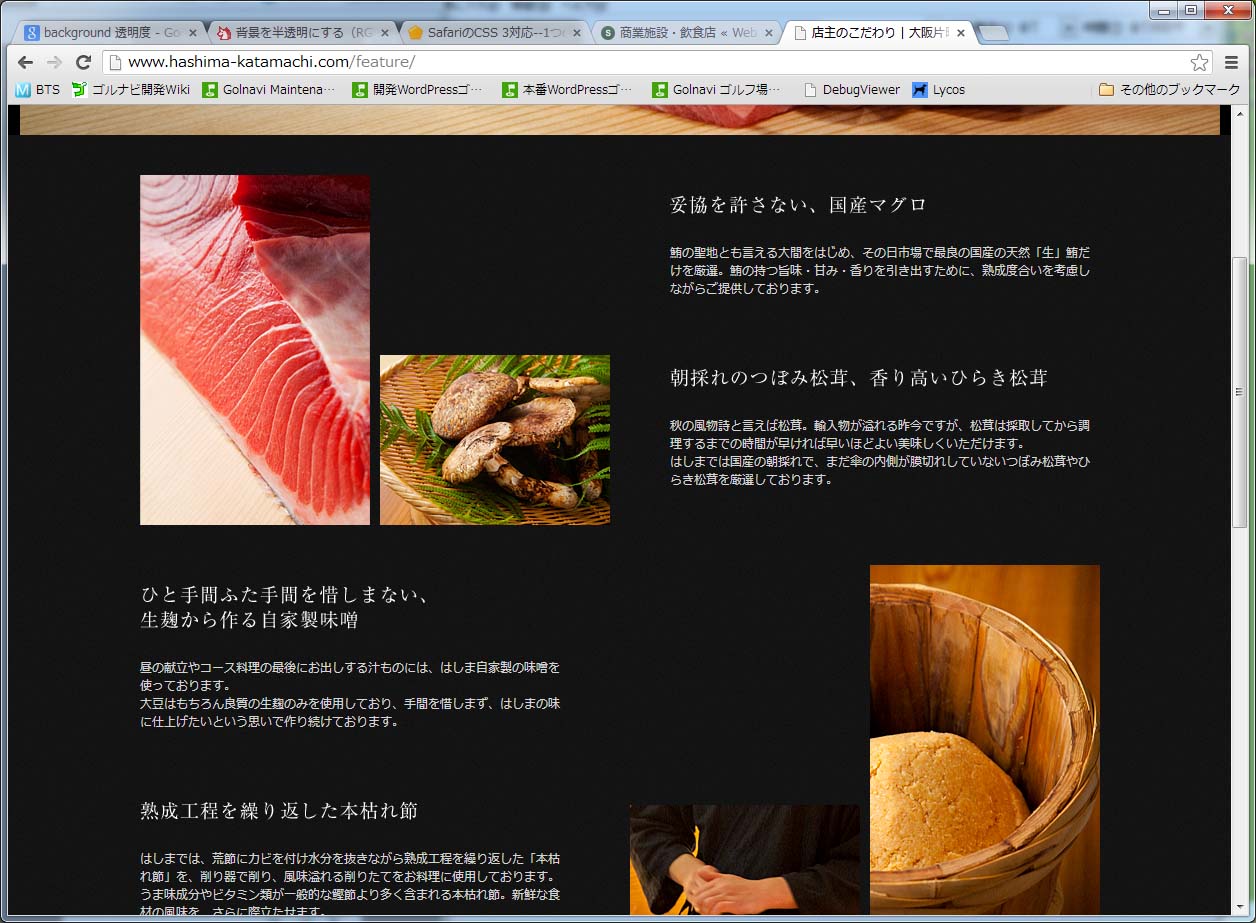 background 透明度 - Go
背景を半透明にする（RG
SafariのCSS 3対応--1つ
商業施設・飲食店 « Web
店主のこだわり | 大阪片
www.hashima-katamachi.com/feature/
BTS
ゴルナビ開発Wiki
Golnavi Maintena…
開発WordPressゴ…
本番WordPressゴ…
Golnavi ゴルフ場…
DebugViewer
Lycos
その他のブックマーク
妥協を許さない、国産マグロ
鮪の聖地とも言える大間をはじめ、その日市場で最良の国産の天然「生」鮪だ
けを厳選。鮪の持つ旨味・甘み・香りを引き出すために、熟成度合いを考慮し
ながらご提供しております。
朝採れのつぼみ松茸、香り高いひらき松茸
秋の風物詩と言えば松茸。輸入物が溢れる昨今ですが、松茸は採取してから調
理するまでの時間が早ければ早いほどよい美味しくいただけます。
はしまでは国産の朝採れで、まだ傘の内側が膜切れしていないつぼみ松茸やひ
らき松茸を厳選しております。
ひと手間ふた手間を惜しまない、
生麹から作る自家製味噌
昼の献立やコース料理の最後にお出しする汁ものには、はしま自家製の味噌を
使っております。
大豆はもちろん良質の生麹のみを使用しており、手間を惜しまず、はしまの味
に仕上げたいという思いで作り続けております。
熟成工程を繰り返した本枯れ節
はしまでは、荒節にカビを付け水分を抜きながら熟成工程を繰り返した「本枯
れ節」を、削り器で削り、風味溢れる削りたてをお料理に使用しております。
うま味成分やビタミン類が一般的な鰹節より多く含まれる本枯れ節。新鮮な食
材の風味を、さらに際立たせます。